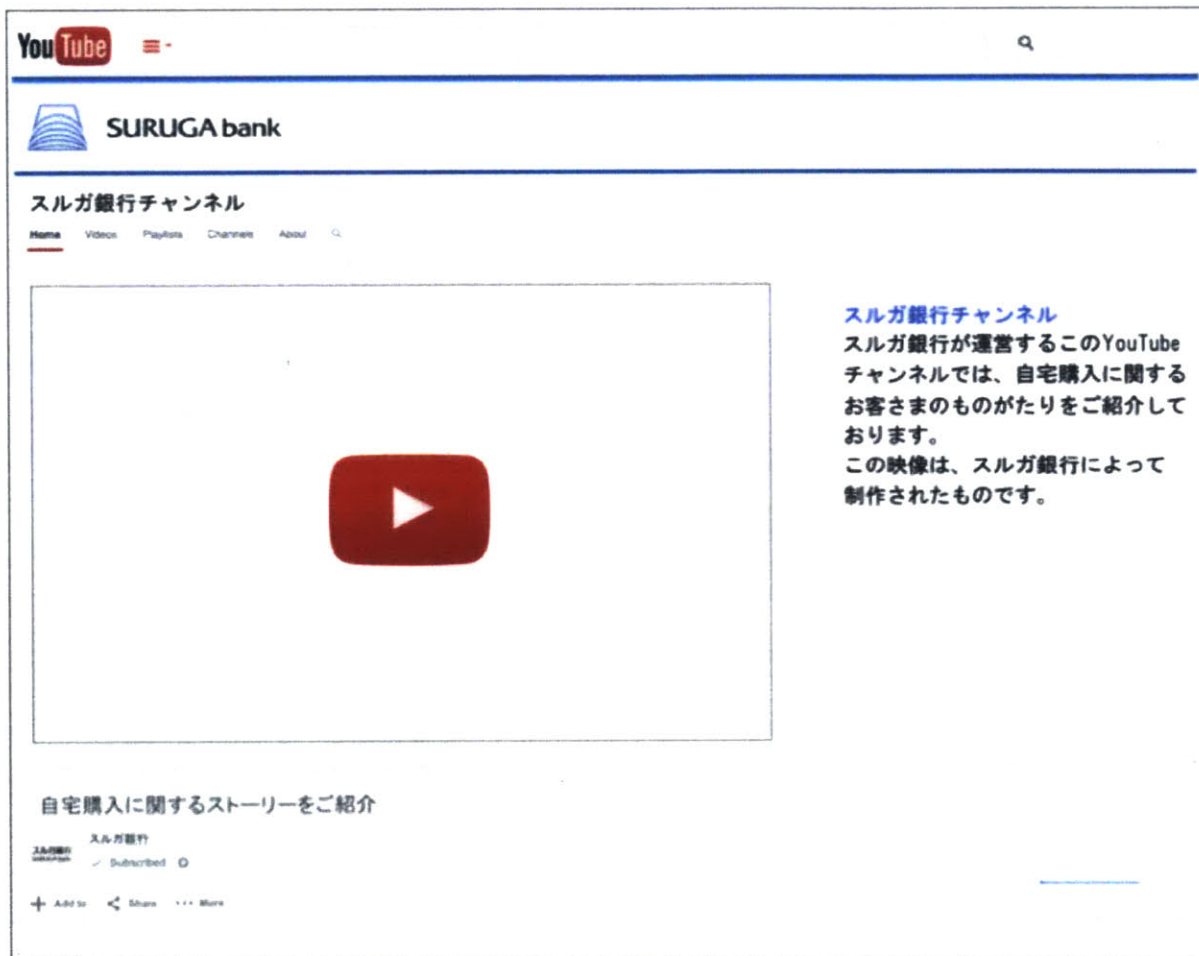 YouTube
SURUGA bank
スルガ銀行チャンネル
Home Videos Playlists Channels About
スルガ銀行チャンネル
スルガ銀行が運営するこのYouTube
チャンネルでは、自宅購入に関する
お客さまのものがたりをご紹介して
おります。
この映像は、スルガ銀行によって
制作されたものです。
自宅購入に関するストーリーをご紹介
スルガ銀行
スルガ銀行
Subscribed
Add to Share More